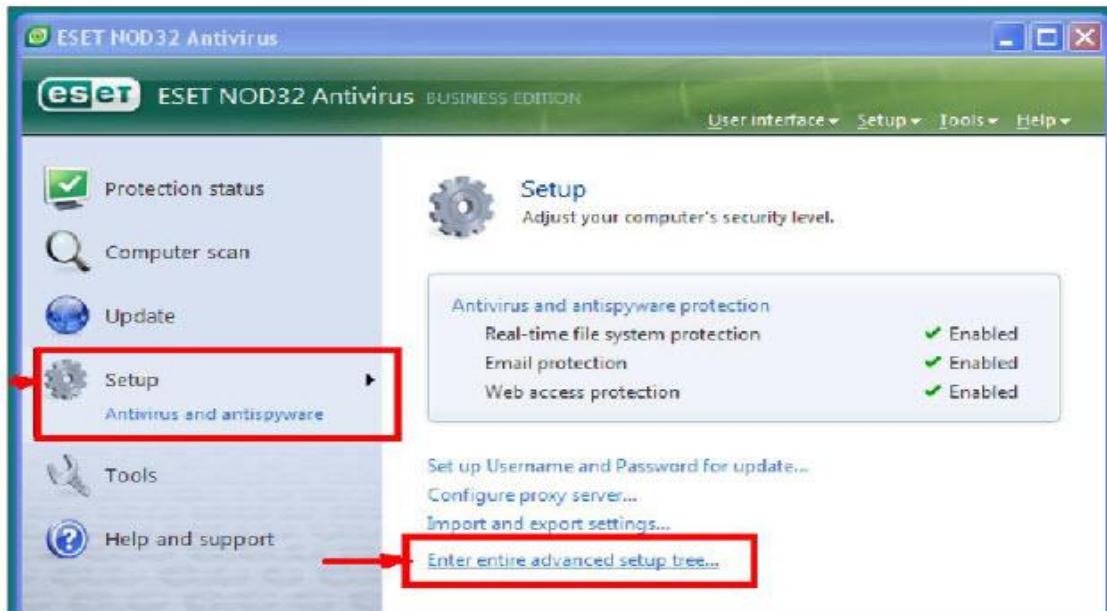 ESET NOD32 Antivirus
eset ESET NOD32 Antivirus BUSINESS EDITION
User interface Setup Tools Help
Protection status
Computer scan
Update
Setup
Antivirus and antispyware
Tools
Help and support
Setup
Adjust your computer's security level.
Antivirus and antispyware protection
Real-time file system protection Enabled
Email protection Enabled
Web access protection Enabled
Set up Username and Password for update...
Configure proxy server...
Import and export settings...
Enter entire advanced setup tree...